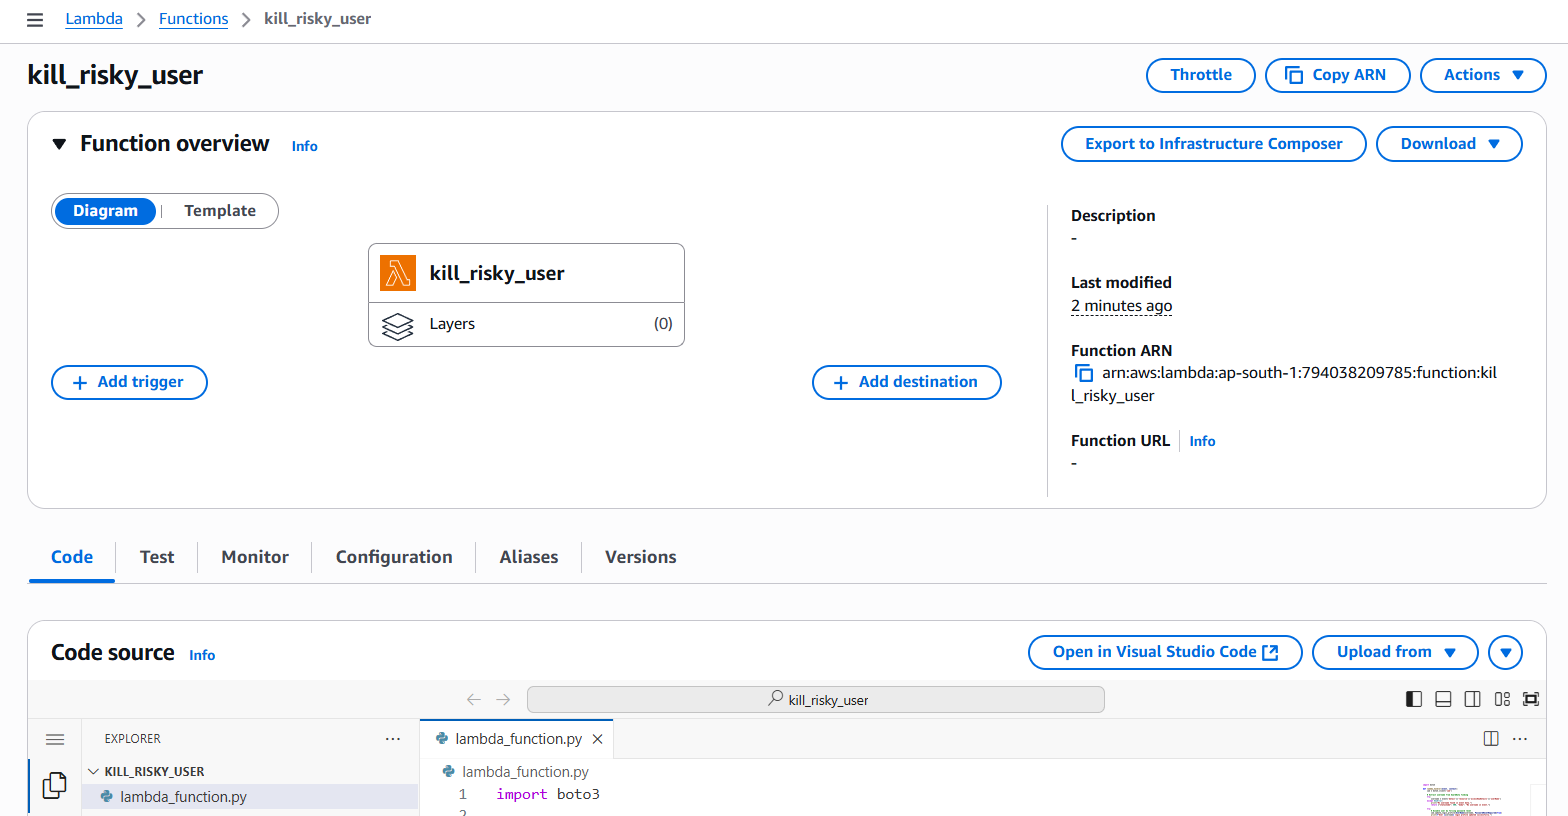 Lambda > Functions > kill_risky_user
kill_risky_user
Throttle
Copy ARN
Actions
Function overview
Info
Export to Infrastructure Composer
Download
Diagram
Template
kill_risky_user
Layers
(0)
Add trigger
Add destination
Description
-
Last modified
2 minutes ago
Function ARN
arn:aws:lambda:ap-south-1:794038209785:function:kil
l_risky_user
Function URL
Info
-
Code
Test
Monitor
Configuration
Aliases
Versions
Code source
Info
Open in Visual Studio Code
Upload from
kill_risky_user
EXPLORER
lambda_function.py
KILL_RISKY_USER
lambda_function.py
lambda_function.py
1 import boto3
2